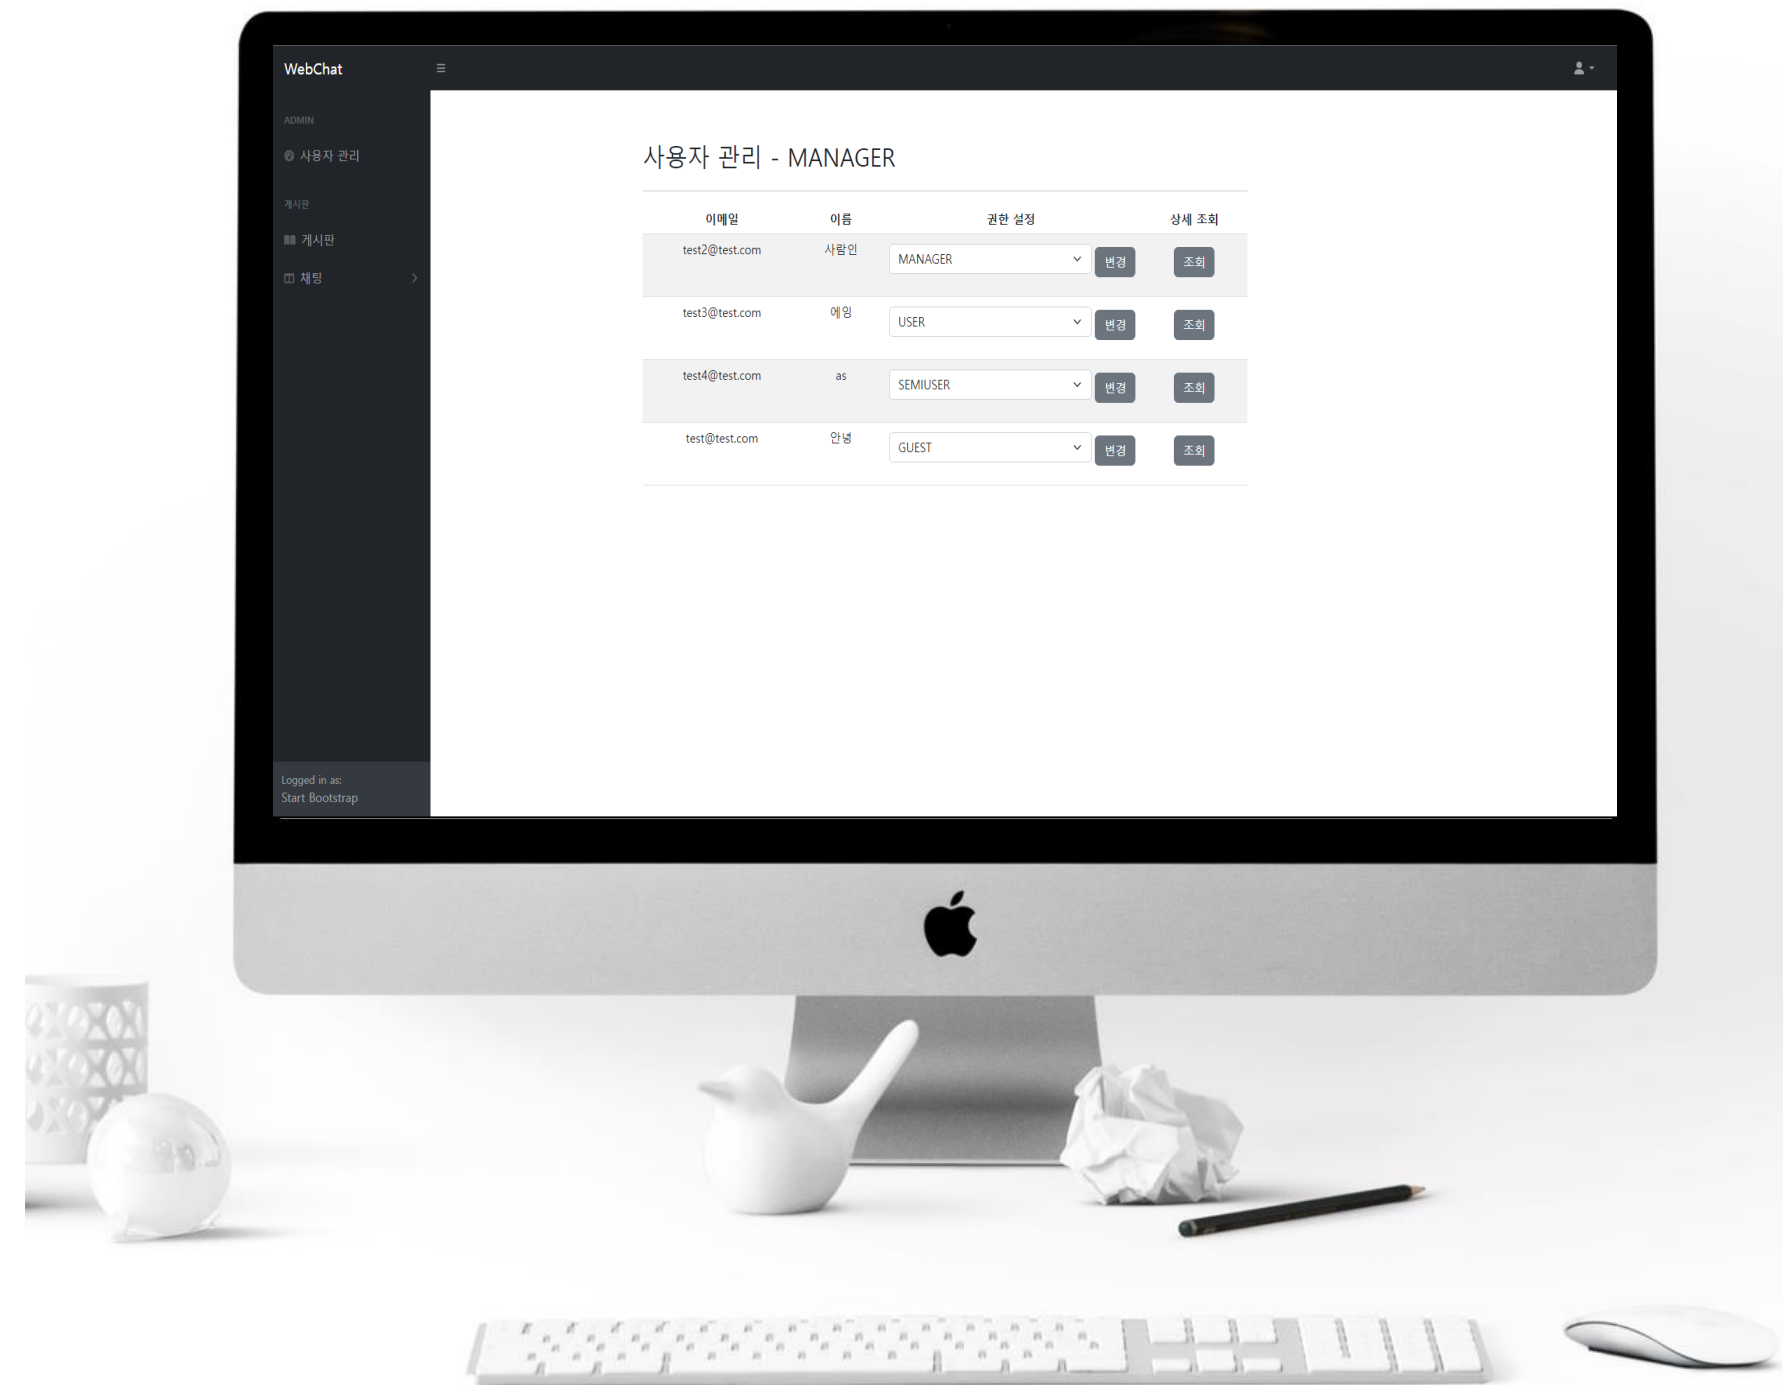 WebChat
ADMIN
사용자 관리
게시판
게시판
채팅
Logged in as:
Start Bootstrap
사용자 관리 - MANAGER
이메일 이름 권한 설정 상세 조회
test2@test.com 사람인 MANAGER 변경 조회
test3@test.com 에잉 USER 변경 조회
test4@test.com as SEMIUSER 변경 조회
test@test.com 안녕 GUEST 변경 조회